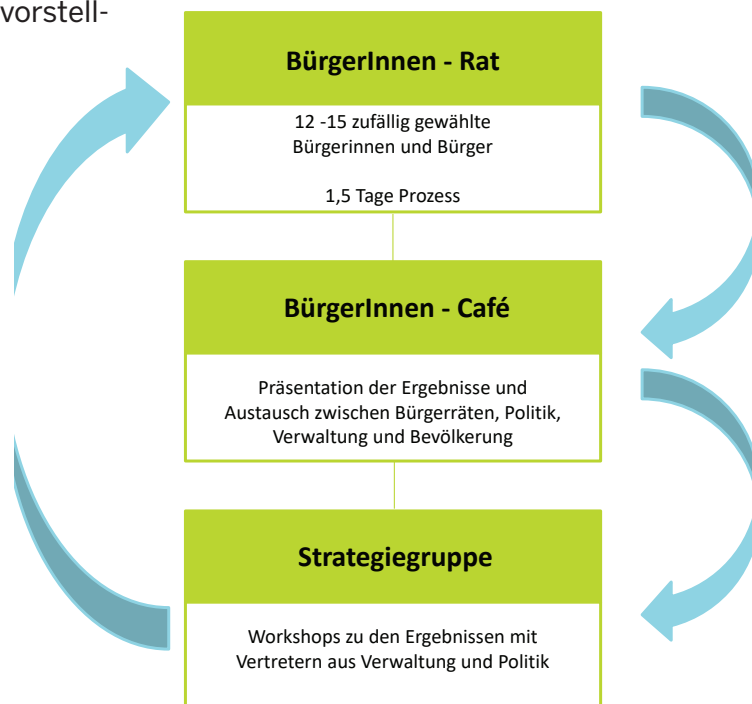 vorstell-
BürgerInnen - Rat
12 -15 zufällig gewählte
Bürgerinnen und Bürger
1,5 Tage Prozess
BürgerInnen - Café
Präsentation der Ergebnisse und
Austausch zwischen Bürgerräten, Politik,
Verwaltung und Bevölkerung
Strategiegruppe
Workshops zu den Ergebnissen mit
Vertretern aus Verwaltung und Politik